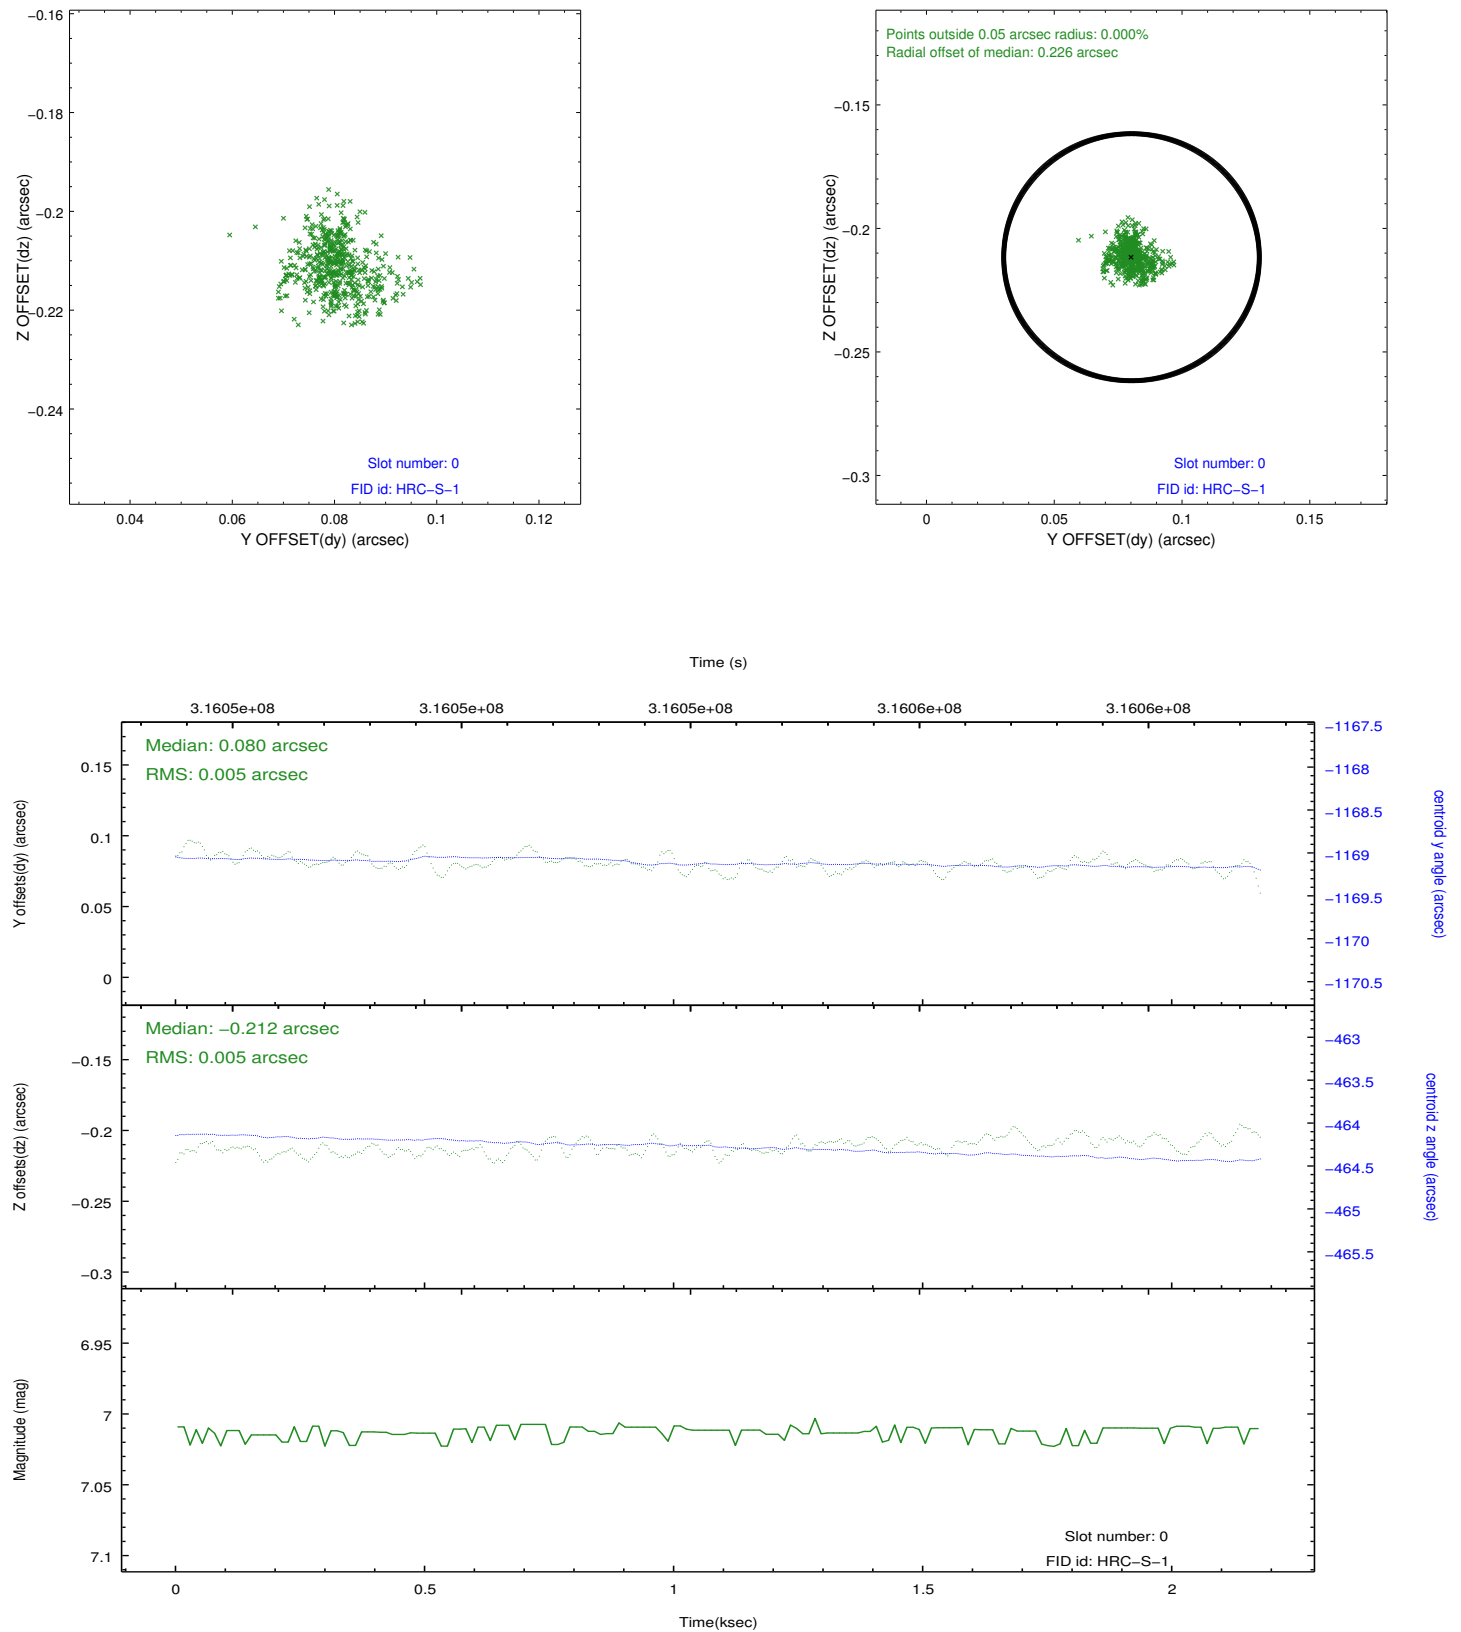 −0.16
−0.18
−0.2
−0.22
−0.24
Z OFFSET(dz) (arcsec)
Slot number: 0
FID id: HRC−S−1
0.04 0.06 0.08 0.1 0.12
Y OFFSET(dy) (arcsec)
Points outside 0.05 arcsec radius: 0.000%
Radial offset of median: 0.226 arcsec
−0.15
−0.2
−0.25
−0.3
Z OFFSET(dz) (arcsec)
Slot number: 0
FID id: HRC−S−1
0 0.05 0.1 0.15
Y OFFSET(dy) (arcsec)
Time (s)
3.1605e+08 3.1605e+08 3.1605e+08 3.1606e+08 3.1606e+08
Median: 0.080 arcsec
RMS: 0.005 arcsec
0.15
0.1
0.05
0
Y offsets(dy) (arcsec)
−1167.5
−1168
−1168.5
−1169
−1169.5
−1170
−1170.5
centroid y angle (arcsec)
Median: −0.212 arcsec
RMS: 0.005 arcsec
−0.15
−0.2
−0.25
−0.3
Z offsets(dz) (arcsec)
−463
−463.5
−464
−464.5
−465
−465.5
centroid z angle (arcsec)
6.95
7
7.05
7.1
Magnitude (mag)
Slot number: 0
FID id: HRC−S−1
0 0.5 1 1.5 2
Time(ksec)